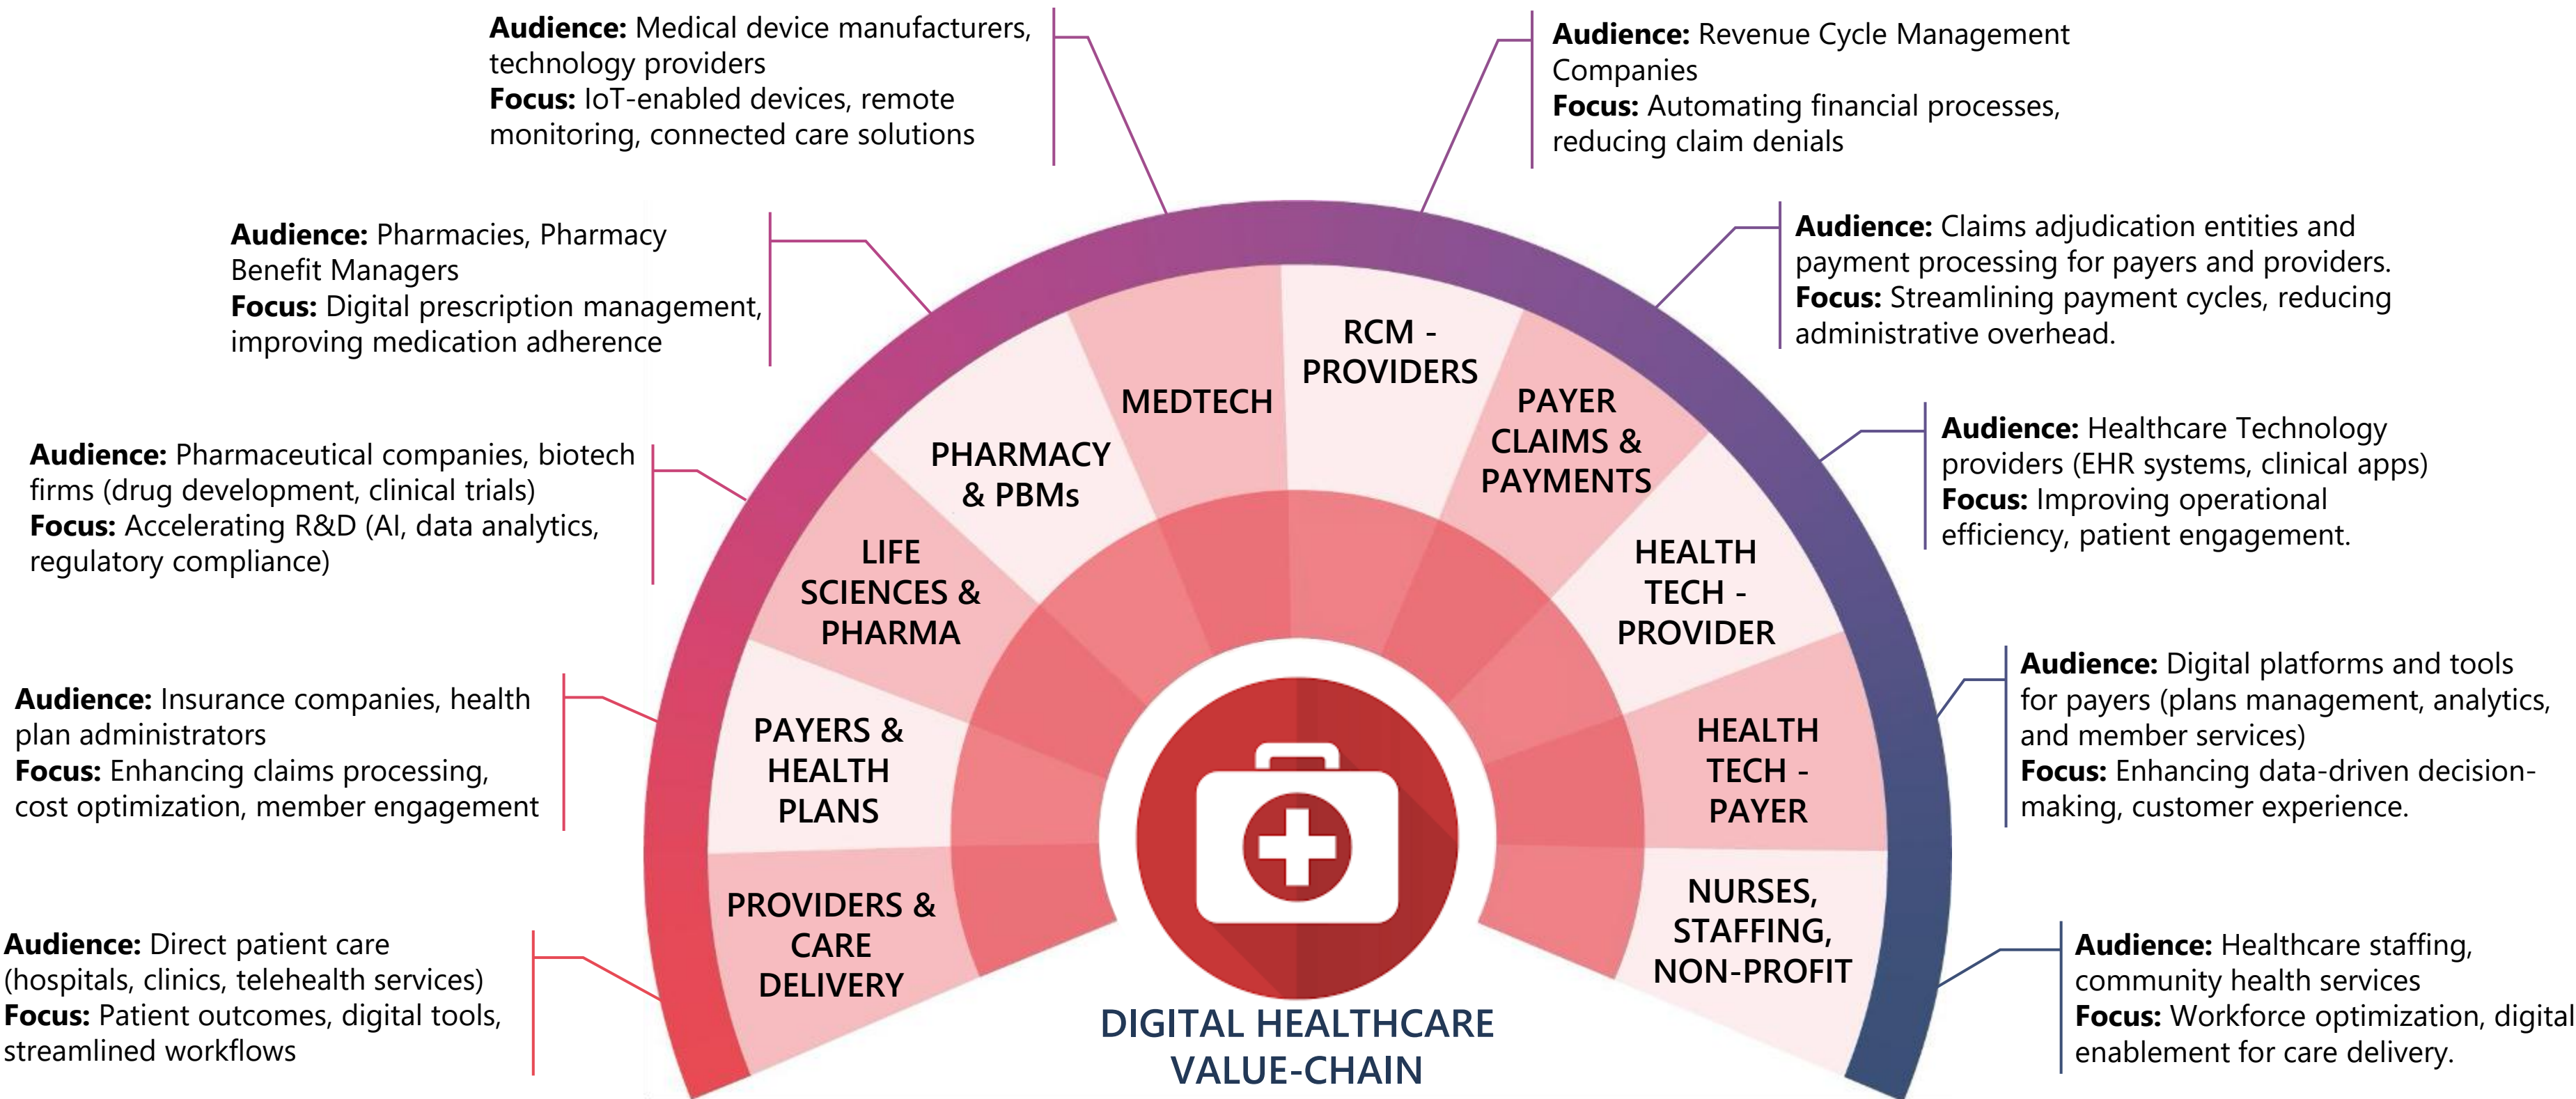 Audience: Medical device manufacturers,
technology providers
Focus: IoT-enabled devices, remote
monitoring, connected care solutions
Audience: Revenue Cycle Management
Companies
Focus: Automating financial processes,
reducing claim denials
Audience: Pharmacies, Pharmacy
Benefit Managers
Focus: Digital prescription management,
improving medication adherence
Audience: Claims adjudication entities and
payment processing for payers and providers.
Focus: Streamlining payment cycles, reducing
administrative overhead.
Audience: Pharmaceutical companies, biotech
firms (drug development, clinical trials)
Focus: Accelerating R&D (AI, data analytics,
regulatory compliance)
Audience: Healthcare Technology
providers (EHR systems, clinical apps)
Focus: Improving operational
efficiency, patient engagement.
Audience: Insurance companies, health
plan administrators
Focus: Enhancing claims processing,
cost optimization, member engagement
Audience: Digital platforms and tools
for payers (plans management, analytics,
and member services)
Focus: Enhancing data-driven decision-
making, customer experience.
Audience: Direct patient care
(hospitals, clinics, telehealth services)
Focus: Patient outcomes, digital tools,
streamlined workflows
Audience: Healthcare staffing,
community health services
Focus: Workforce optimization, digital
enablement for care delivery.
PROVIDERS &
CARE
DELIVERY
PAYERS &
HEALTH
PLANS
LIFE
SCIENCES &
PHARMA
PHARMACY
& PBMs
MEDTECH
RCM -
PROVIDERS
PAYER
CLAIMS &
PAYMENTS
HEALTH
TECH -
PROVIDER
HEALTH
TECH -
PAYER
NURSES,
STAFFING,
NON-PROFIT
DIGITAL HEALTHCARE
VALUE-CHAIN